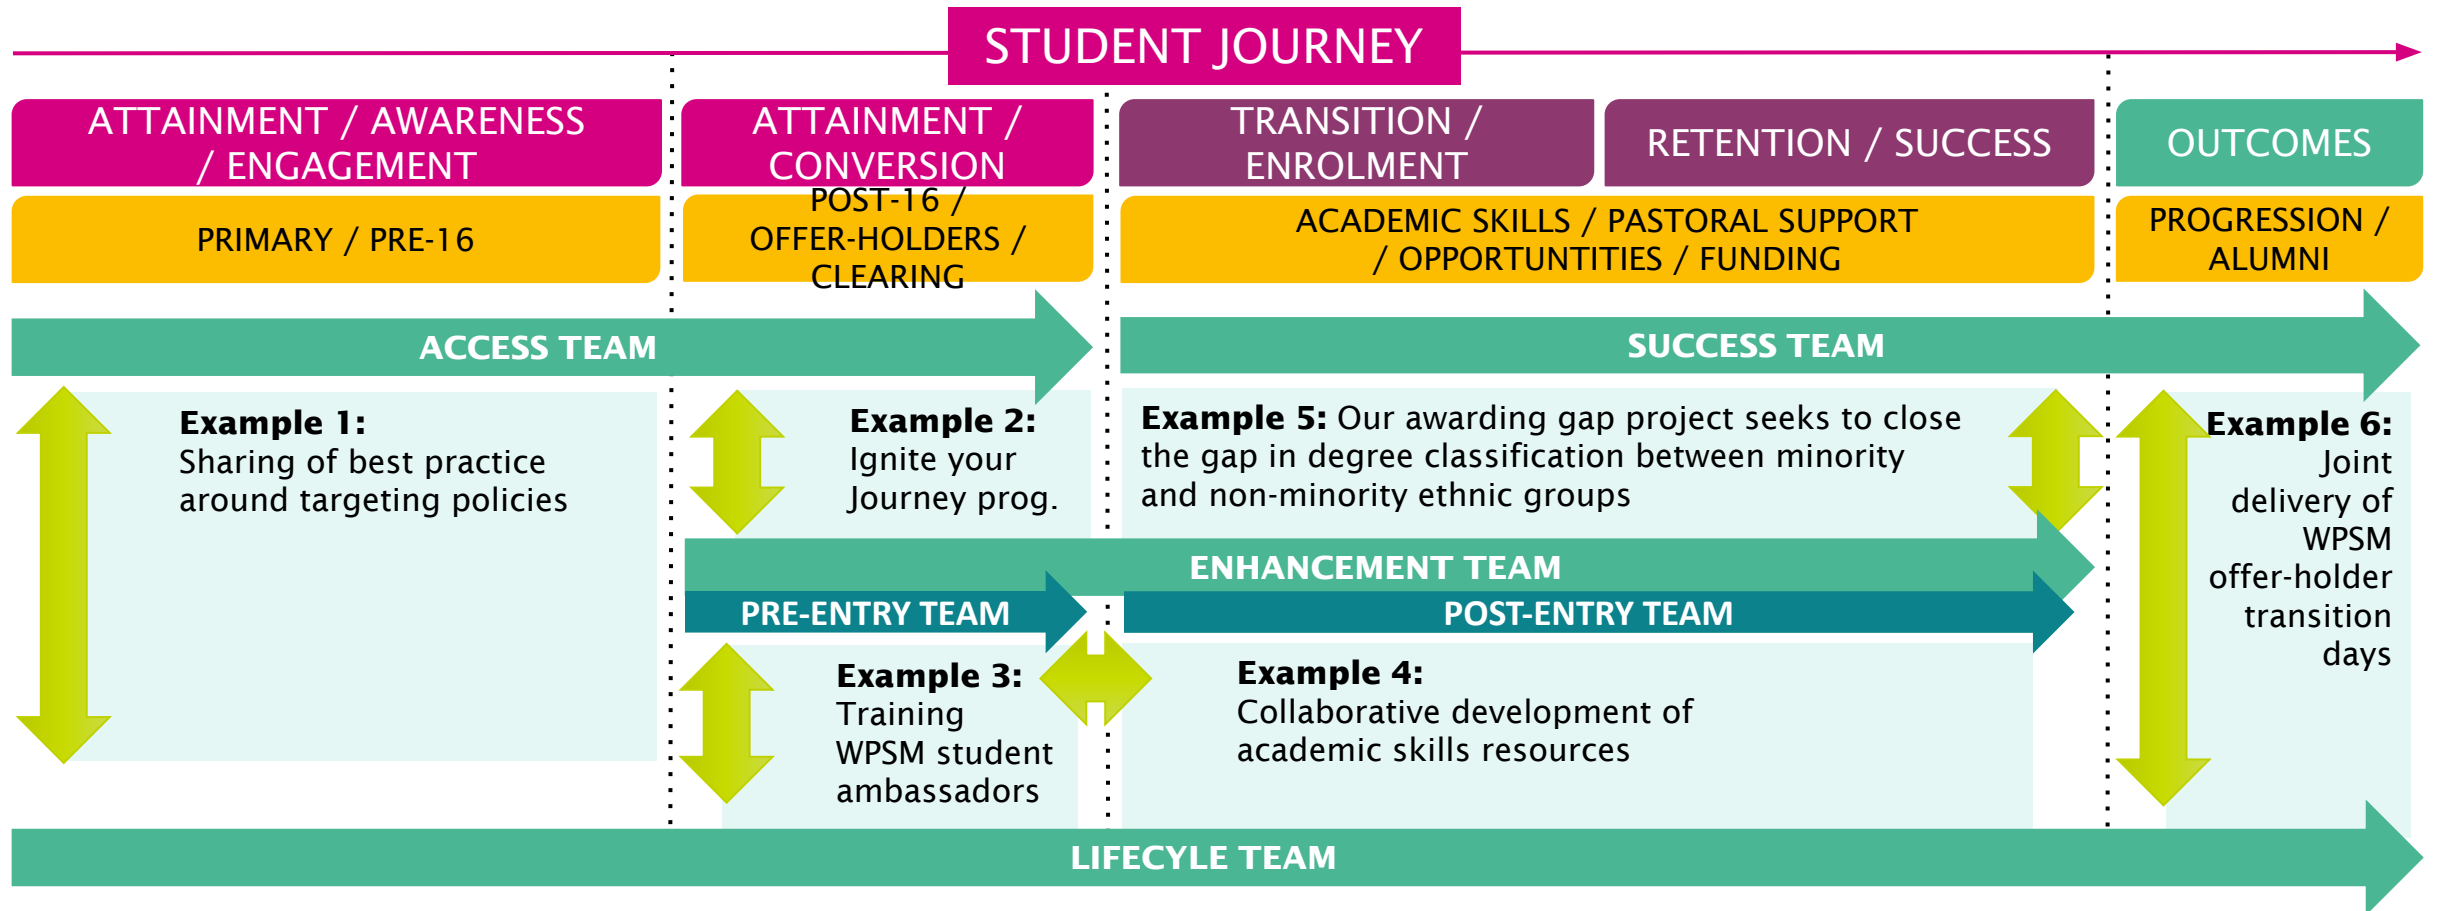 STUDENT JOURNEY
ATTAINMENT / AWARENESS
/ ENGAGEMENT
ATTAINMENT /
CONVERSION
TRANSITION /
ENROLMENT
RETENTION / SUCCESS
OUTCOMES
PRIMARY / PRE-16
POST-16 /
OFFER-HOLDERS /
CLEARING
ACADEMIC SKILLS / PASTORAL SUPPORT
/ OPPORTUNTITIES / FUNDING
PROGRESSION /
ALUMNI
ACCESS TEAM
SUCCESS TEAM
Example 1:
Sharing of best practice
around targeting policies
Example 2:
Ignite your
Journey prog.
Example 5: Our awarding gap project seeks to close
the gap in degree classification between minority
and non-minority ethnic groups
Example 6:
Joint
delivery of
WPSM
offer-holder
transition
days
ENHANCEMENT TEAM
PRE-ENTRY TEAM
POST-ENTRY TEAM
Example 3:
Training
WPSM student
ambassadors
Example 4:
Collaborative development of
academic skills resources
LIFECYLE TEAM